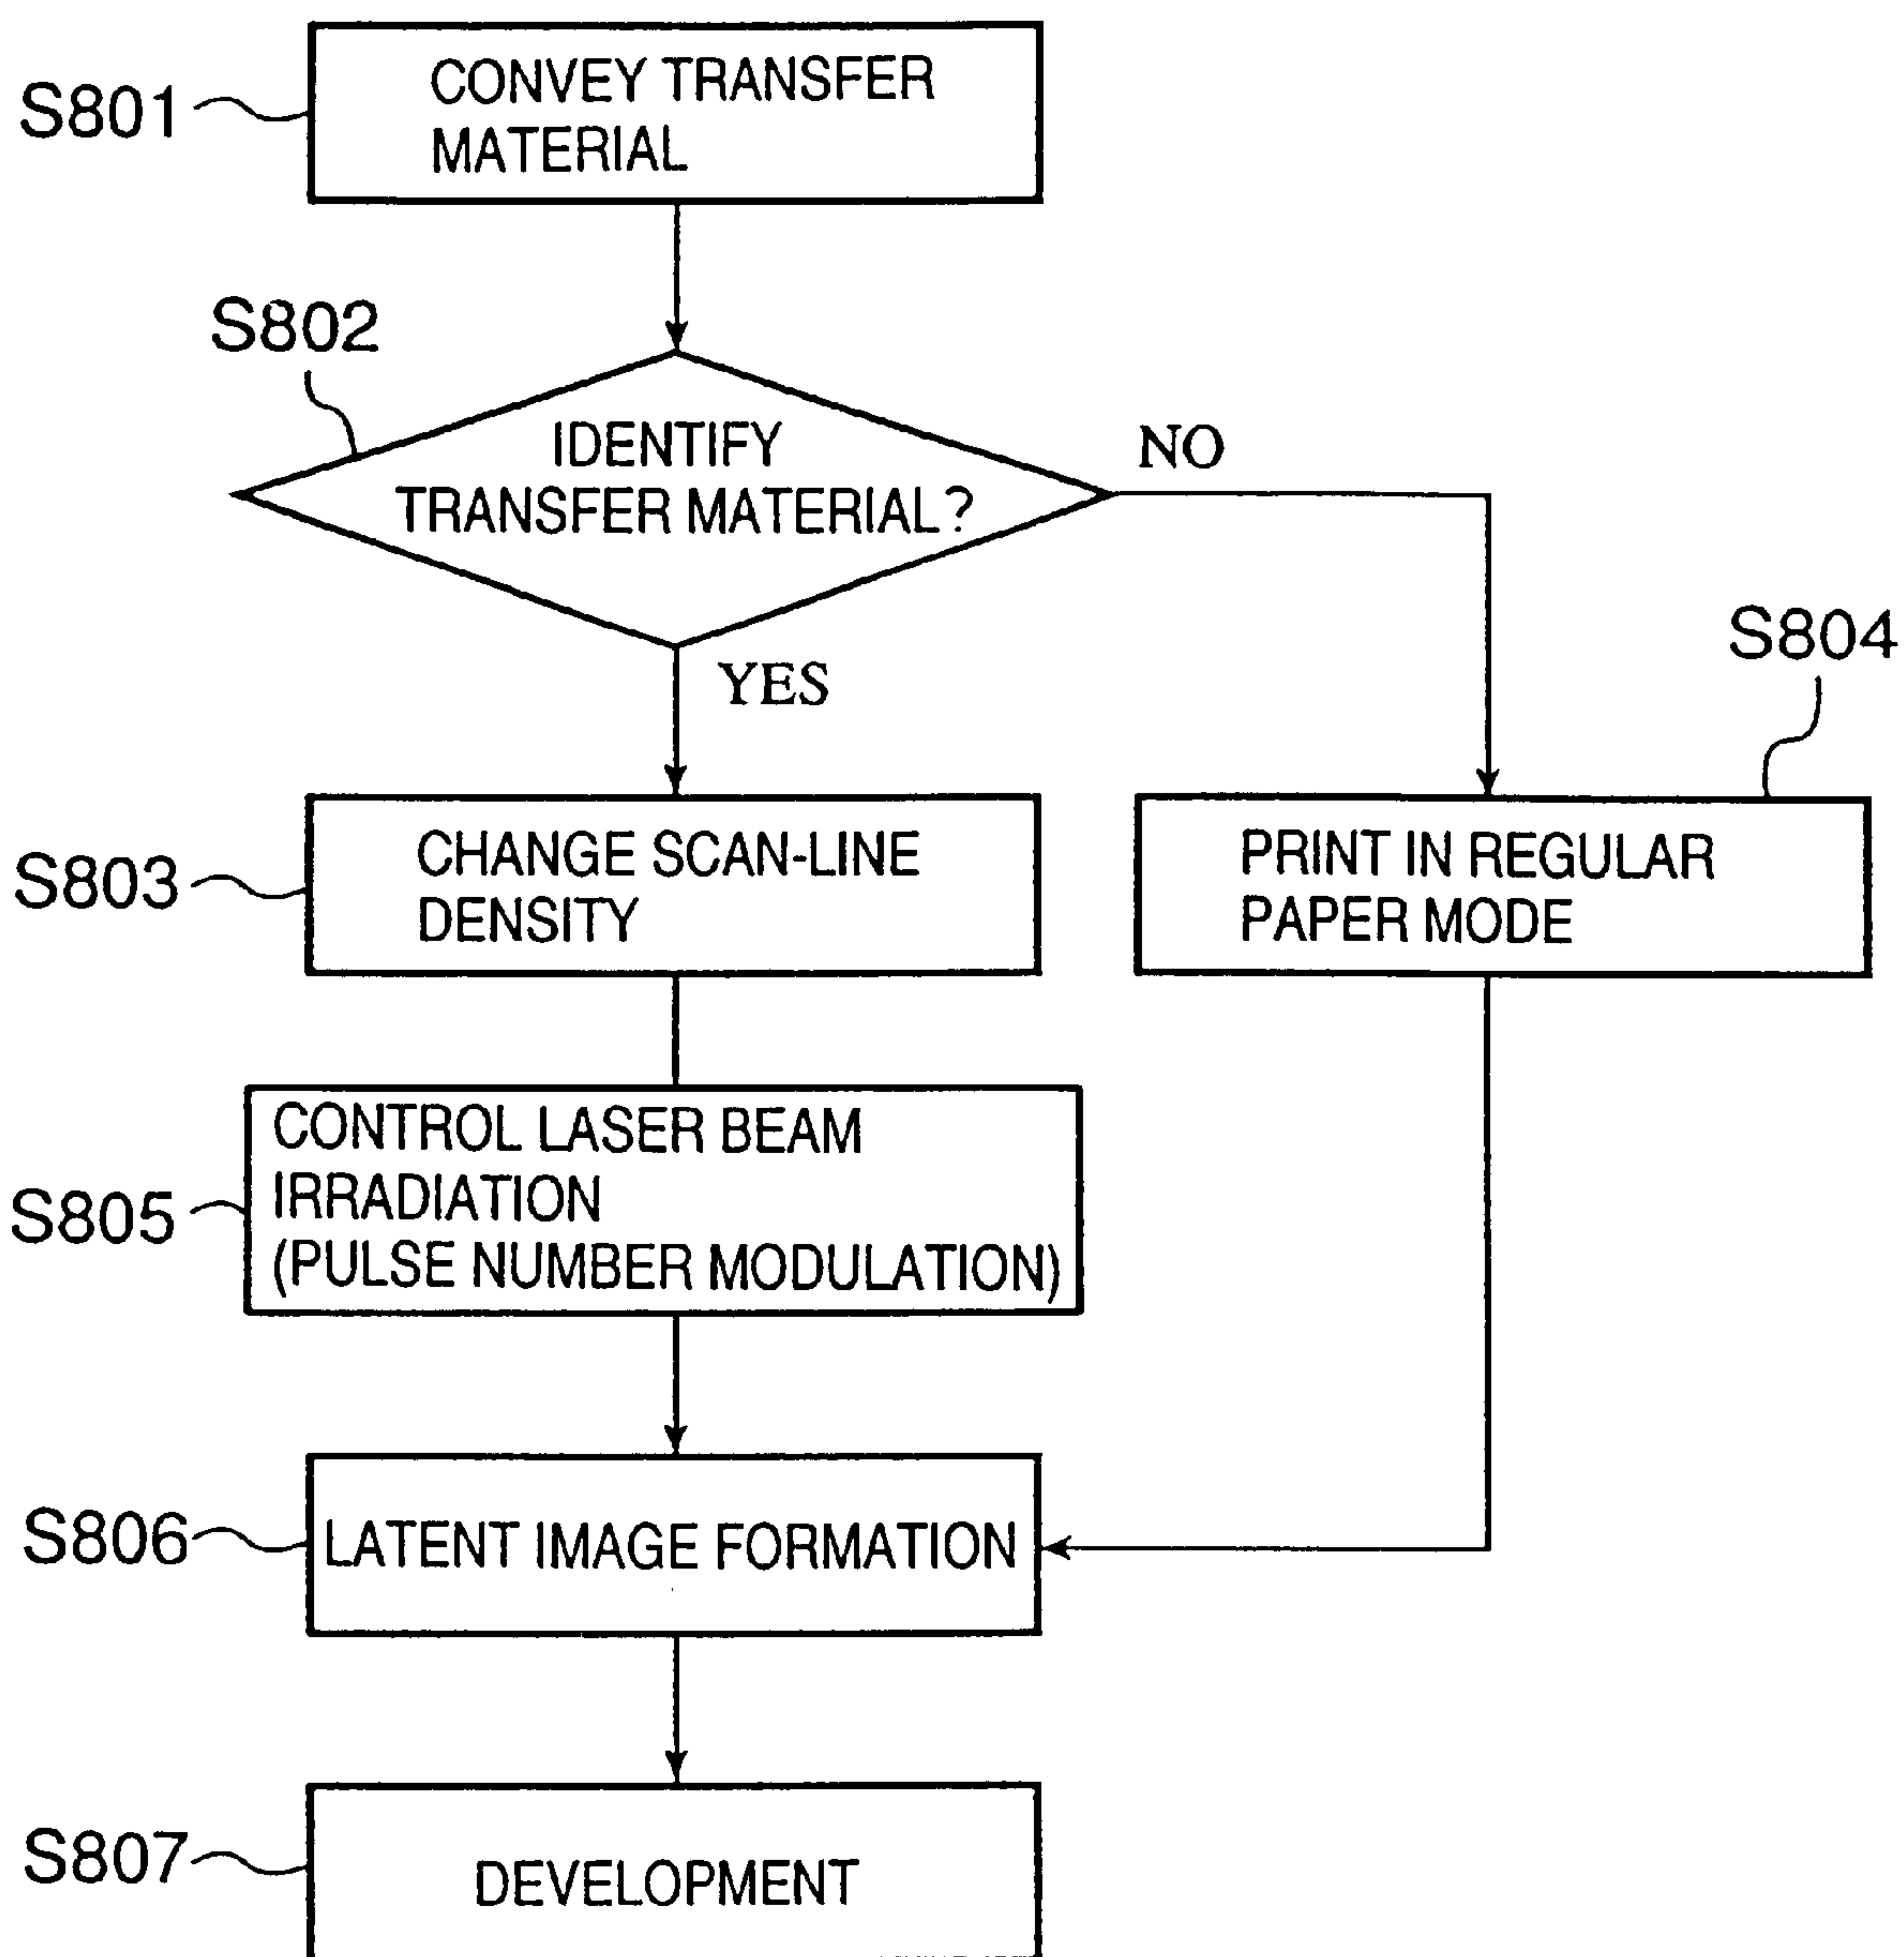 S801
CONVEY TRANSFER
MATERIAL
S802
IDENTIFY
TRANSFER MATERIAL?
NO
YES
S803
CHANGE SCAN-LINE
DENSITY
S804
PRINT IN REGULAR
PAPER MODE
S805
CONTROL LASER BEAM
IRRADIATION
(PULSE NUMBER MODULATION)
S806
LATENT IMAGE FORMATION
S807
DEVELOPMENT